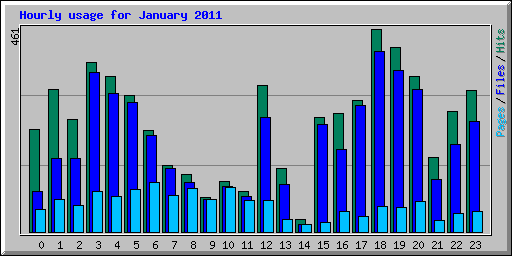 Hourly usage for January 2011
461
Pages / Files / Hits
0 1 2 3 4 5 6 7 8 9 10 11 12 13 14 15 16 17 18 19 20 21 22 23